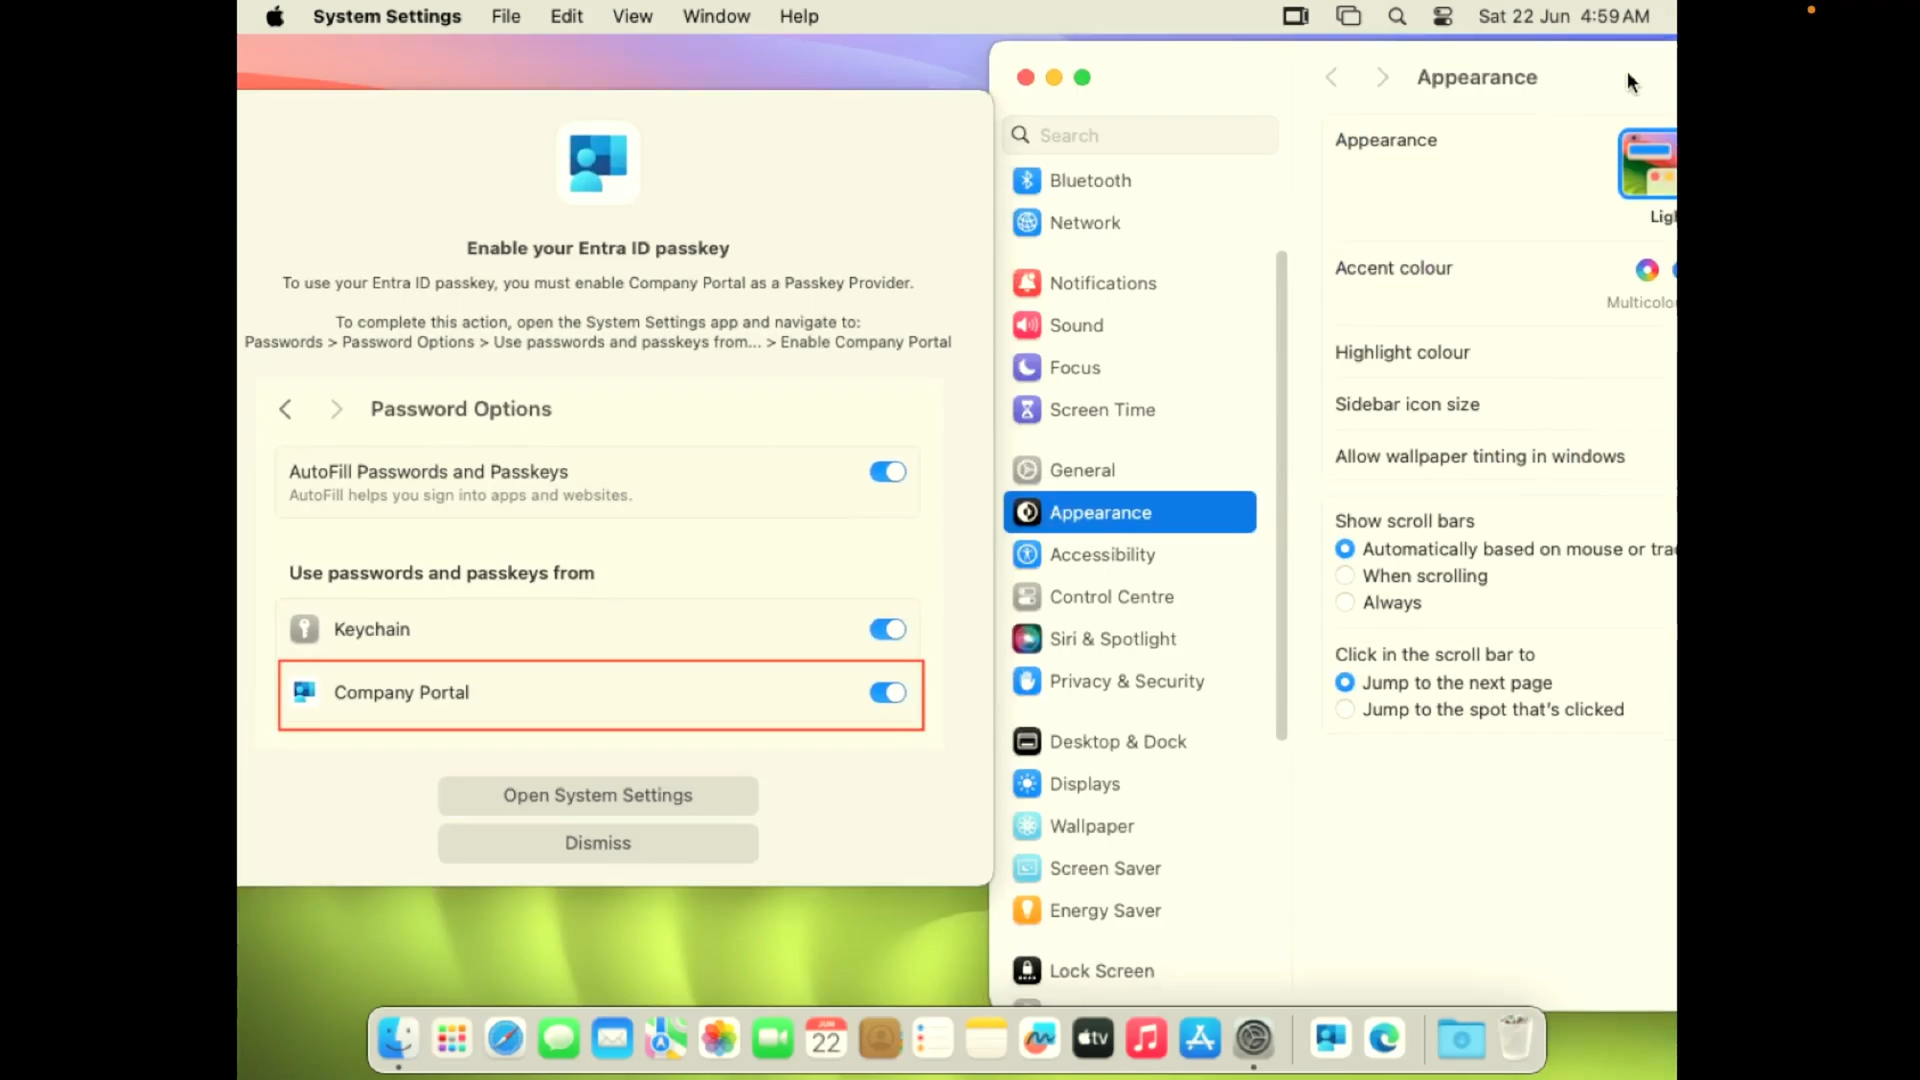 System Settings File Edit View Window Help
Sat 22 Jun 4:59 AM
Enable your Entra ID passkey
To use your Entra ID passkey, you must enable Company Portal as a Passkey Provider.
To complete this action, open the System Settings app and navigate to:
Passwords > Password Options > Use passwords and passkeys from... > Enable Company Portal
Password Options
AutoFill Passwords and Passkeys
AutoFill helps you sign into apps and websites.
Use passwords and passkeys from
Keychain
Company Portal
Open System Settings
Dismiss
Search
Bluetooth
Network
Notifications
Sound
Focus
Screen Time
General
Appearance
Accessibility
Control Centre
Siri & Spotlight
Privacy & Security
Desktop & Dock
Displays
Wallpaper
Screen Saver
Energy Saver
Lock Screen
Appearance
Appearance
Ligh
Accent colour
Multicolou
Highlight colour
Sidebar icon size
Allow wallpaper tinting in windows
Show scroll bars
Automatically based on mouse or trac
When scrolling
Always
Click in the scroll bar to
Jump to the next page
Jump to the spot that's clicked
JUN
22
tv